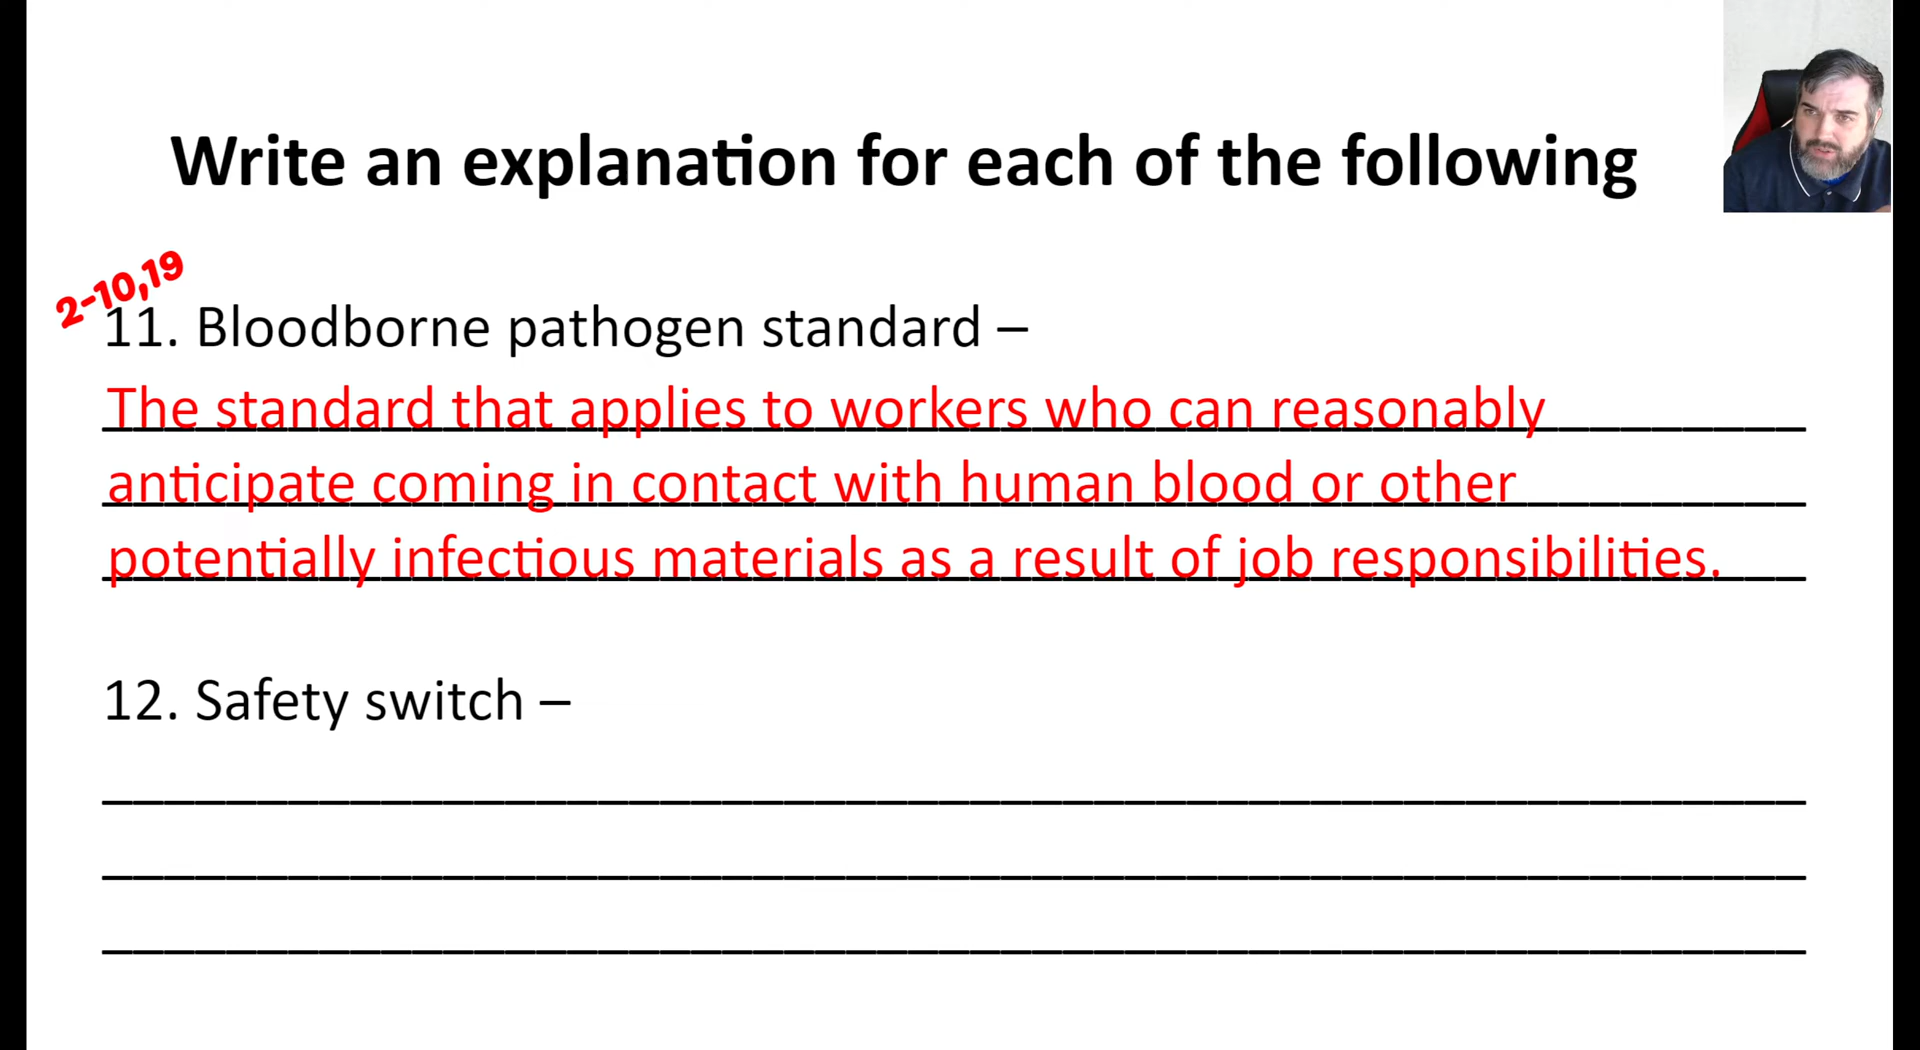 Write an explanation for each of the following
2-10,19
11. Bloodborne pathogen standard –
The standard that applies to workers who can reasonably
anticipate coming in contact with human blood or other
potentially infectious materials as a result of job responsibilities.
12. Safety switch –